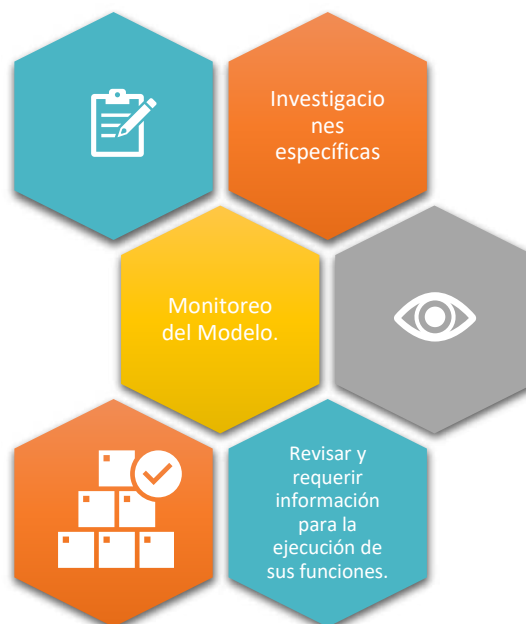 Investigacio
nes
específicas
Monitoreo
del Modelo.
Revisar y
requerir
información
para la
ejecución de
sus funciones.